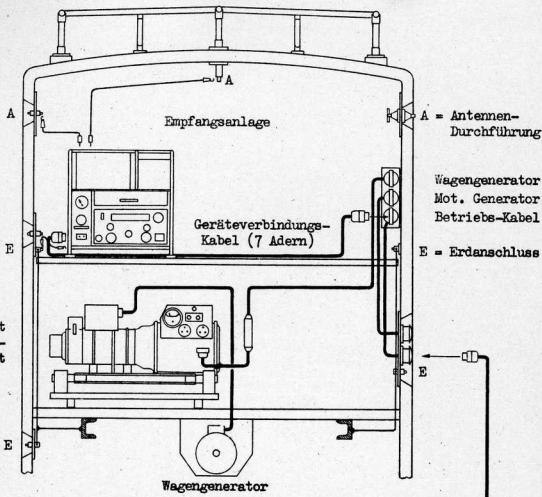 A
A
Empfangsanlage
A = Antennen-
Durchführung
Wagengenerator
Mot. Generator
Betriebs-Kabel
Geräteverbindungs-
Kabel (7 Adern)
E
E = Erdanschluss
t
-
t
E
E
Wagengenerator